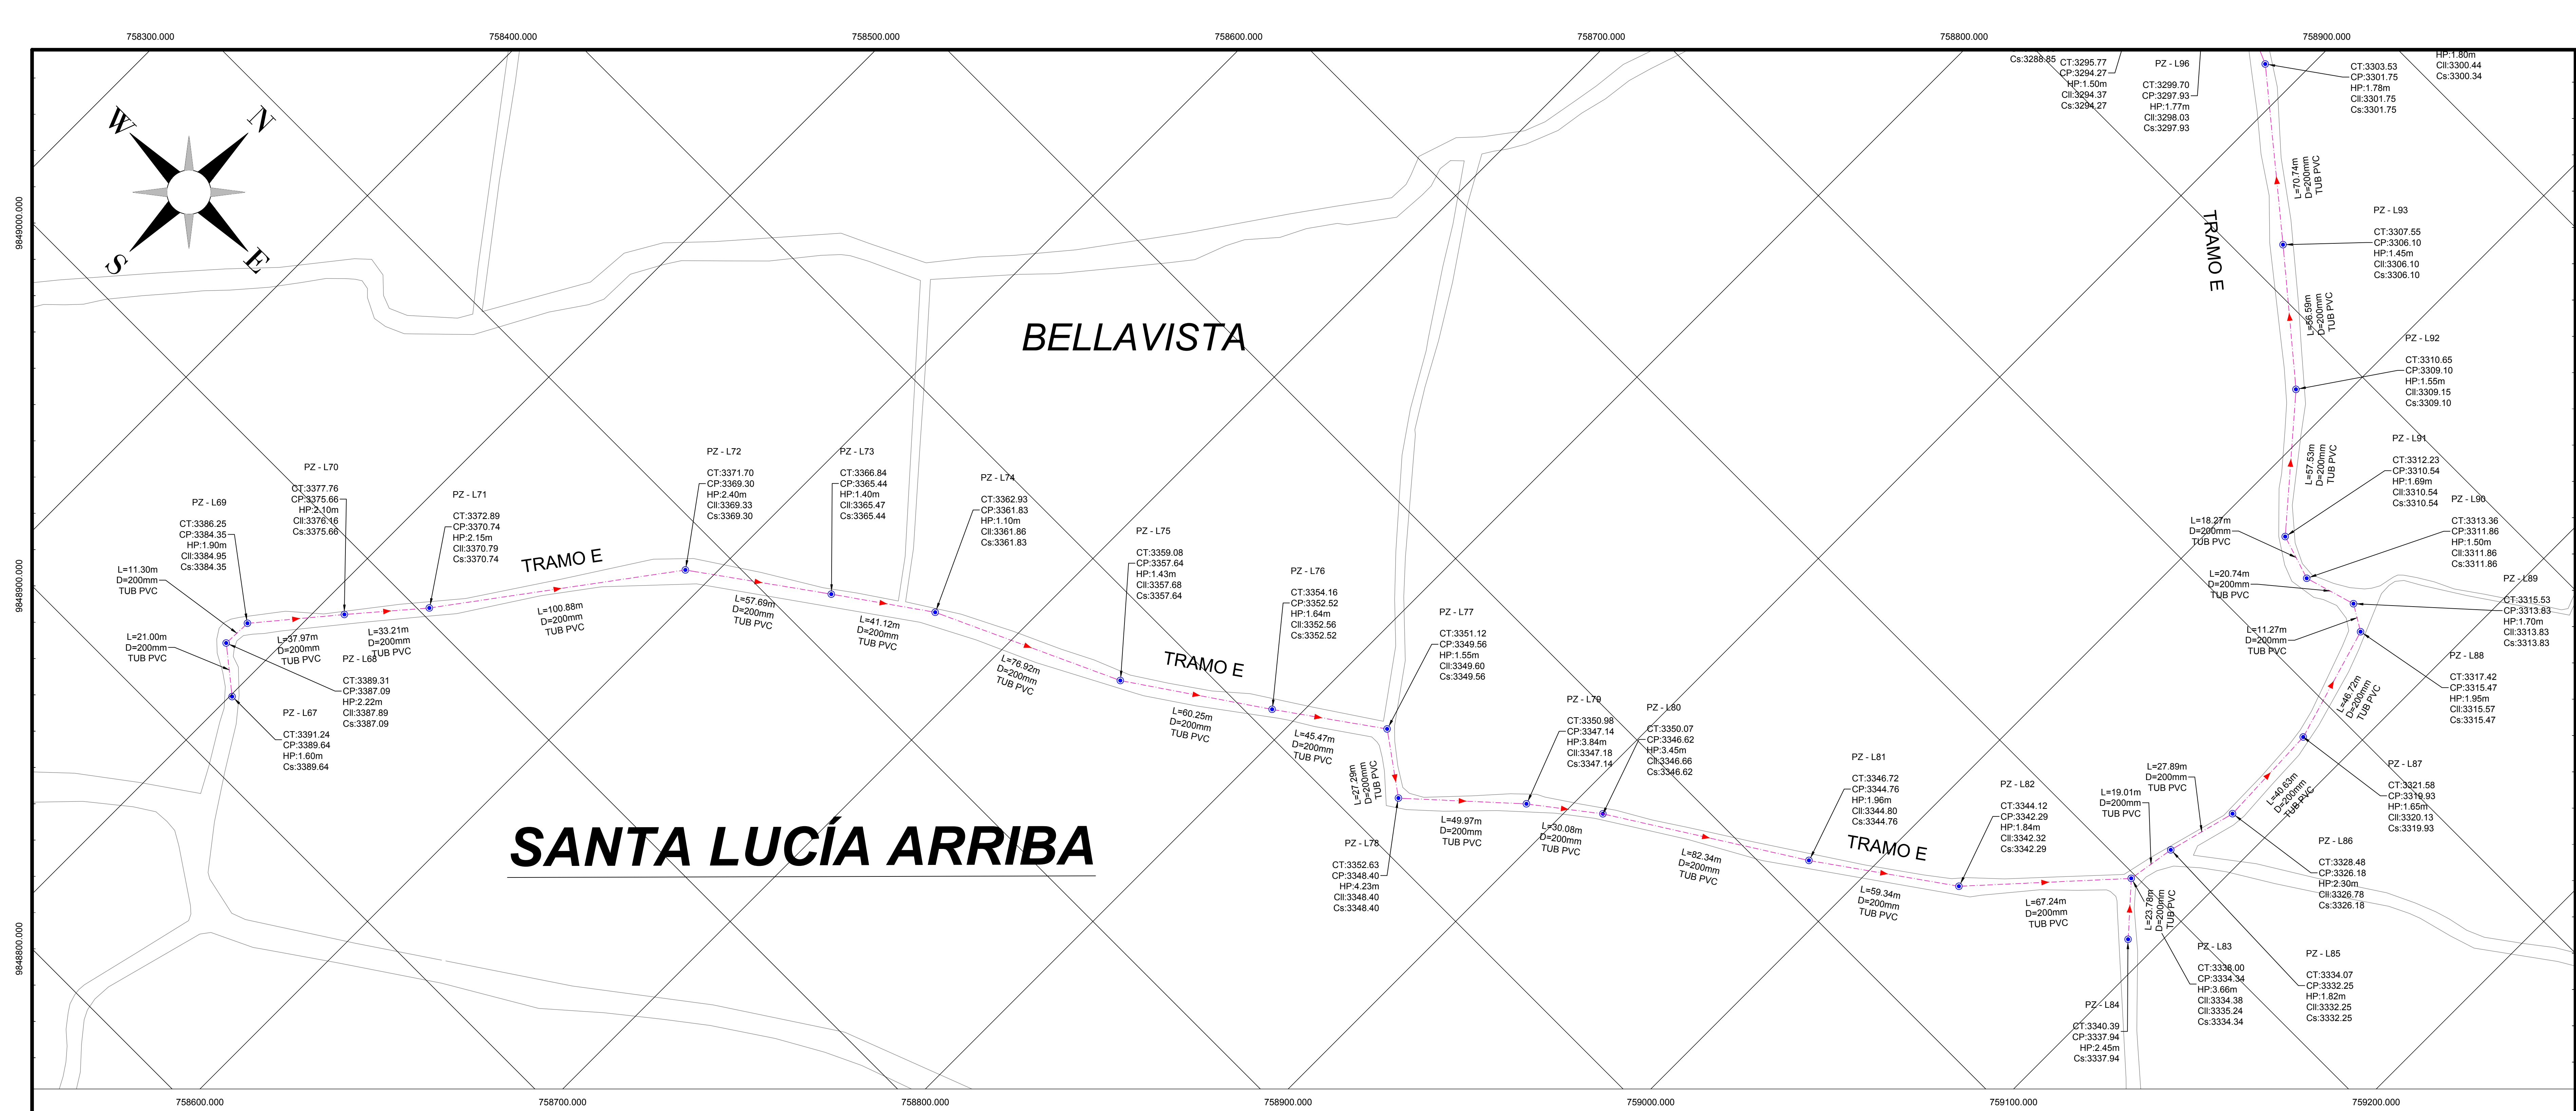 758300.000
758400.000
758500.000
758600.000
758700.000
758800.000
758900.000
9849000.000
9848900.000
9848800.000
W
N
S
E
BELLAVISTA
SANTA LUCÍA ARRIBA
L=11.30m
D=200mm
TUB PVC
L=21.00m
D=200mm
TUB PVC
PZ - L69
CT:3386.25
CP:3384.35
HP:1.90m
CII:3384.95
Cs:3384.35
PZ - L70
CT:3377.76
CP:3375.66
HP:2.10m
CII:3376.16
Cs:3375.66
L=37.97m
D=200mm
TUB PVC
L=33.21m
D=200mm
TUB PVC
PZ - L68
CT:3389.31
CP:3387.09
HP:2.22m
CII:3387.89
Cs:3387.09
PZ - L67
CT:3391.24
CP:3389.64
HP:1.60m
Cs:3389.64
PZ - L71
CT:3372.89
CP:3370.74
HP:2.15m
CII:3370.79
Cs:3370.74
TRAMO E
L=100.88m
D=200mm
TUB PVC
PZ - L72
CT:3371.70
CP:3369.30
HP:2.40m
CII:3369.33
Cs:3369.30
L=57.69m
D=200mm
TUB PVC
PZ - L73
CT:3366.84
CP:3365.44
HP:1.40m
CII:3365.47
Cs:3365.44
L=41.12m
D=200mm
TUB PVC
PZ - L74
CT:3362.93
CP:3361.83
HP:1.10m
CII:3361.86
Cs:3361.83
L=76.92m
D=200mm
TUB PVC
PZ - L75
CT:3359.08
CP:3357.64
HP:1.43m
CII:3357.68
Cs:3357.64
TRAMO E
L=60.25m
D=200mm
TUB PVC
PZ - L76
CT:3354.16
CP:3352.52
HP:1.64m
CII:3352.56
Cs:3352.52
L=45.47m
D=200mm
TUB PVC
PZ - L77
CT:3351.12
CP:3349.56
HP:1.55m
CII:3349.60
Cs:3349.56
L=27.29m
D=200mm
TUB PVC
PZ - L78
CT:3352.63
CP:3348.40
HP:4.23m
CII:3348.40
Cs:3348.40
L=49.97m
D=200mm
TUB PVC
PZ - L79
CT:3350.98
CP:3347.14
HP:3.84m
CII:3347.18
Cs:3347.14
L=30.08m
D=200mm
TUB PVC
PZ - L80
CT:3350.07
CP:3346.62
HP:3.45m
CII:3346.66
Cs:3346.62
L=82.34m
D=200mm
TUB PVC
PZ - L81
CT:3346.72
CP:3344.76
HP:1.96m
CII:3344.80
Cs:3344.76
TRAMO E
L=59.34m
D=200mm
TUB PVC
PZ - L82
CT:3344.12
CP:3342.29
HP:1.84m
CII:3342.32
Cs:3342.29
L=67.24m
D=200mm
TUB PVC
L=19.01m
D=200mm
TUB PVC
L=27.89m
D=200mm
TUB PVC
L=23.78m
D=200mm
TUB PVC
PZ - L83
CT:3338.00
CP:3334.34
HP:3.66m
CII:3334.38
CII:3335.24
Cs:3334.34
PZ - L84
CT:3340.39
CP:3337.94
HP:2.45m
Cs:3337.94
PZ - L85
CT:3334.07
CP:3332.25
HP:1.82m
CII:3332.25
Cs:3332.25
PZ - L86
CT:3328.48
CP:3326.18
HP:2.30m
CII:3326.78
Cs:3326.18
L=40.63m
D=200mm
TUB PVC
PZ - L87
CT:3321.58
CP:3319.93
HP:1.65m
CII:3320.13
Cs:3319.93
L=46.72m
D=200mm
TUB PVC
PZ - L88
CT:3317.42
CP:3315.47
HP:1.95m
CII:3315.57
Cs:3315.47
L=11.27m
D=200mm
TUB PVC
PZ - L89
CT:3315.53
CP:3313.83
HP:1.70m
CII:3313.83
Cs:3313.83
L=20.74m
D=200mm
TUB PVC
PZ - L90
CT:3313.36
CP:3311.86
HP:1.50m
CII:3311.86
Cs:3311.86
L=18.27m
D=200mm
TUB PVC
PZ - L91
CT:3312.23
CP:3310.54
HP:1.69m
CII:3310.54
Cs:3310.54
L=57.53m
D=200mm
TUB PVC
PZ - L92
CT:3310.65
CP:3309.10
HP:1.55m
CII:3309.15
Cs:3309.10
L=56.59m
D=200mm
TUB PVC
PZ - L93
CT:3307.55
CP:3306.10
HP:1.45m
CII:3306.10
Cs:3306.10
TRAMO E
L=70.74m
D=200mm
TUB PVC
CT:3303.53
CP:3301.75
HP:1.78m
CII:3301.75
Cs:3301.75
HP:1.80m
CII:3300.44
Cs:3300.34
PZ - L96
CT:3299.70
CP:3297.93
HP:1.77m
CII:3298.03
Cs:3297.93
CT:3295.77
CP:3294.27
HP:1.50m
CII:3294.37
Cs:3294.27
Cs:3288.85
758600.000
758700.000
758800.000
758900.000
759000.000
759100.000
759200.000